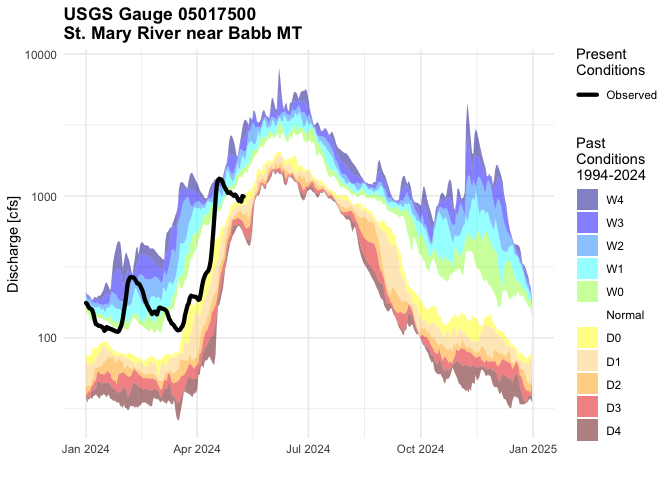 USGS Gauge 05017500
St. Mary River near Babb MT
10000
1000
100
Discharge [cfs]
Jan 2024
Apr 2024
Jul 2024
Oct 2024
Jan 2025
Present
Conditions
Observed
Past
Conditions
1994-2024
W4
W3
W2
W1
W0
Normal
D0
D1
D2
D3
D4